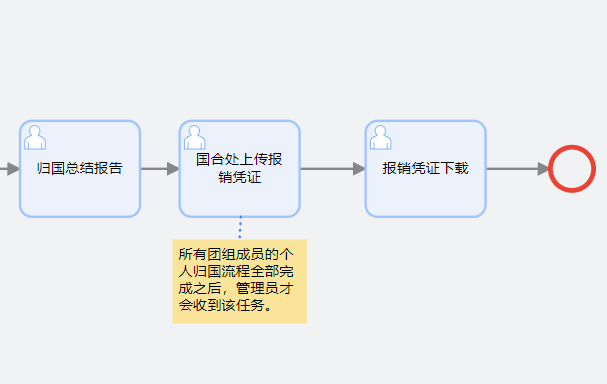 归国总结报告
国合处上传报
销凭证
报销凭证下载
所有团组成员的个
人归国流程全部完
成之后，管理员才
会收到该任务。